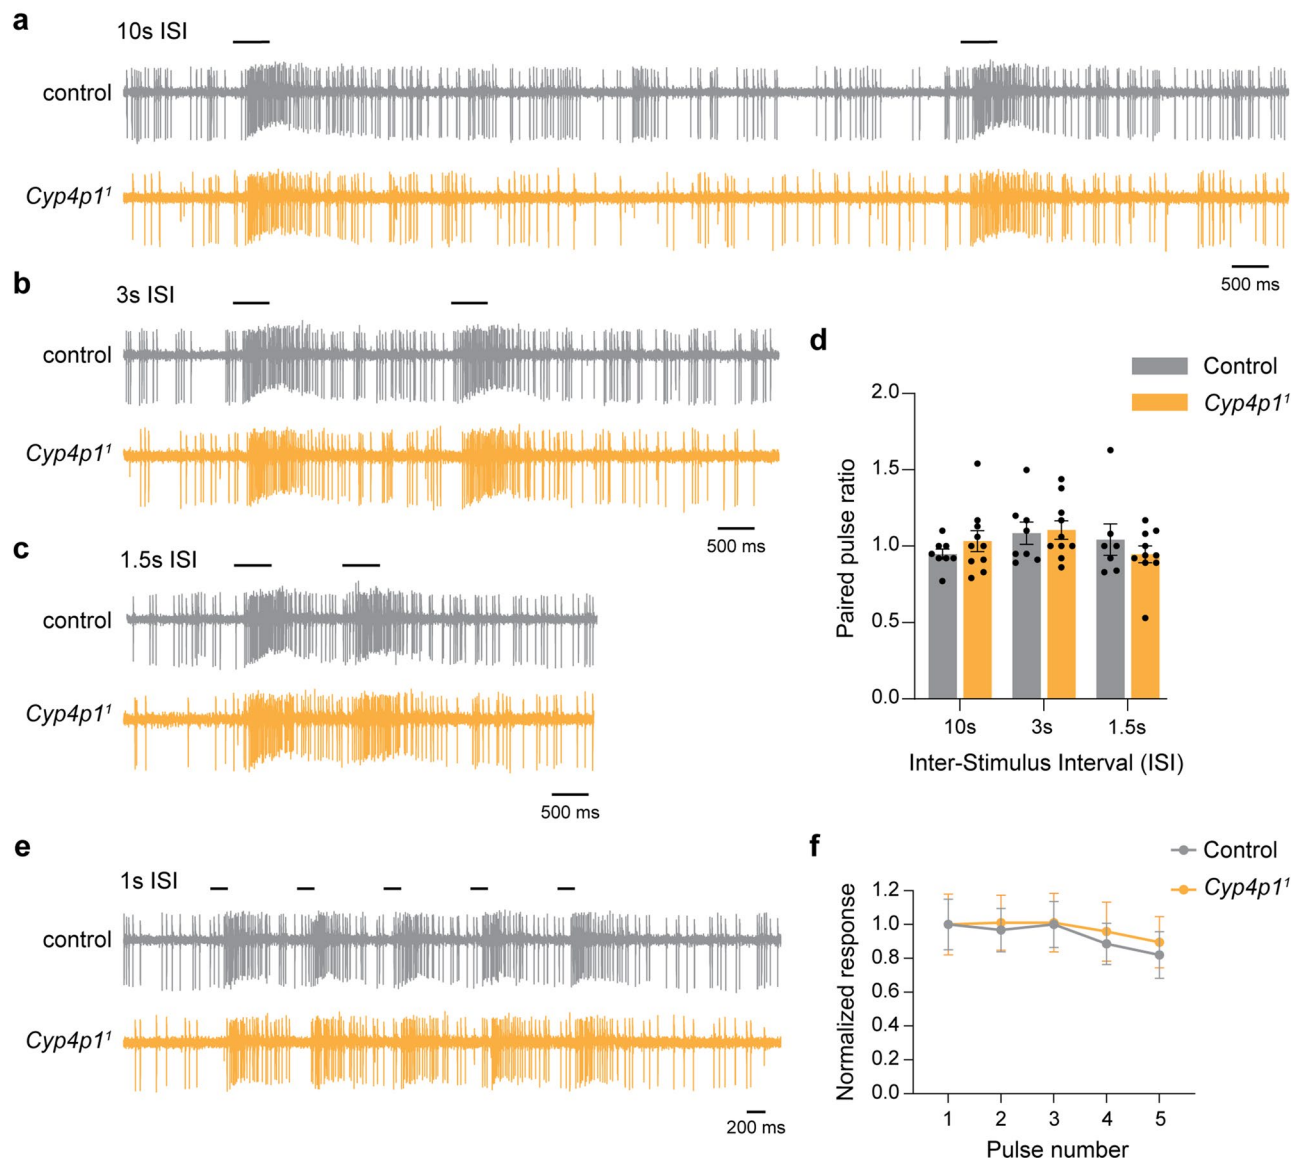 a
10s ISI
control
Cyp4p1¹
500 ms
b
3s ISI
control
Cyp4p1¹
500 ms
c
1.5s ISI
control
Cyp4p1¹
500 ms
d
Control
Cyp4p1¹
2.0
1.5
1.0
0.5
0.0
Paired pulse ratio
10s 3s 1.5s
Inter-Stimulus Interval (ISI)
e
1s ISI
control
Cyp4p1¹
200 ms
f
Control
Cyp4p1¹
1.2
1.0
0.8
0.6
0.4
0.2
0.0
Normalized response
1 2 3 4 5
Pulse number